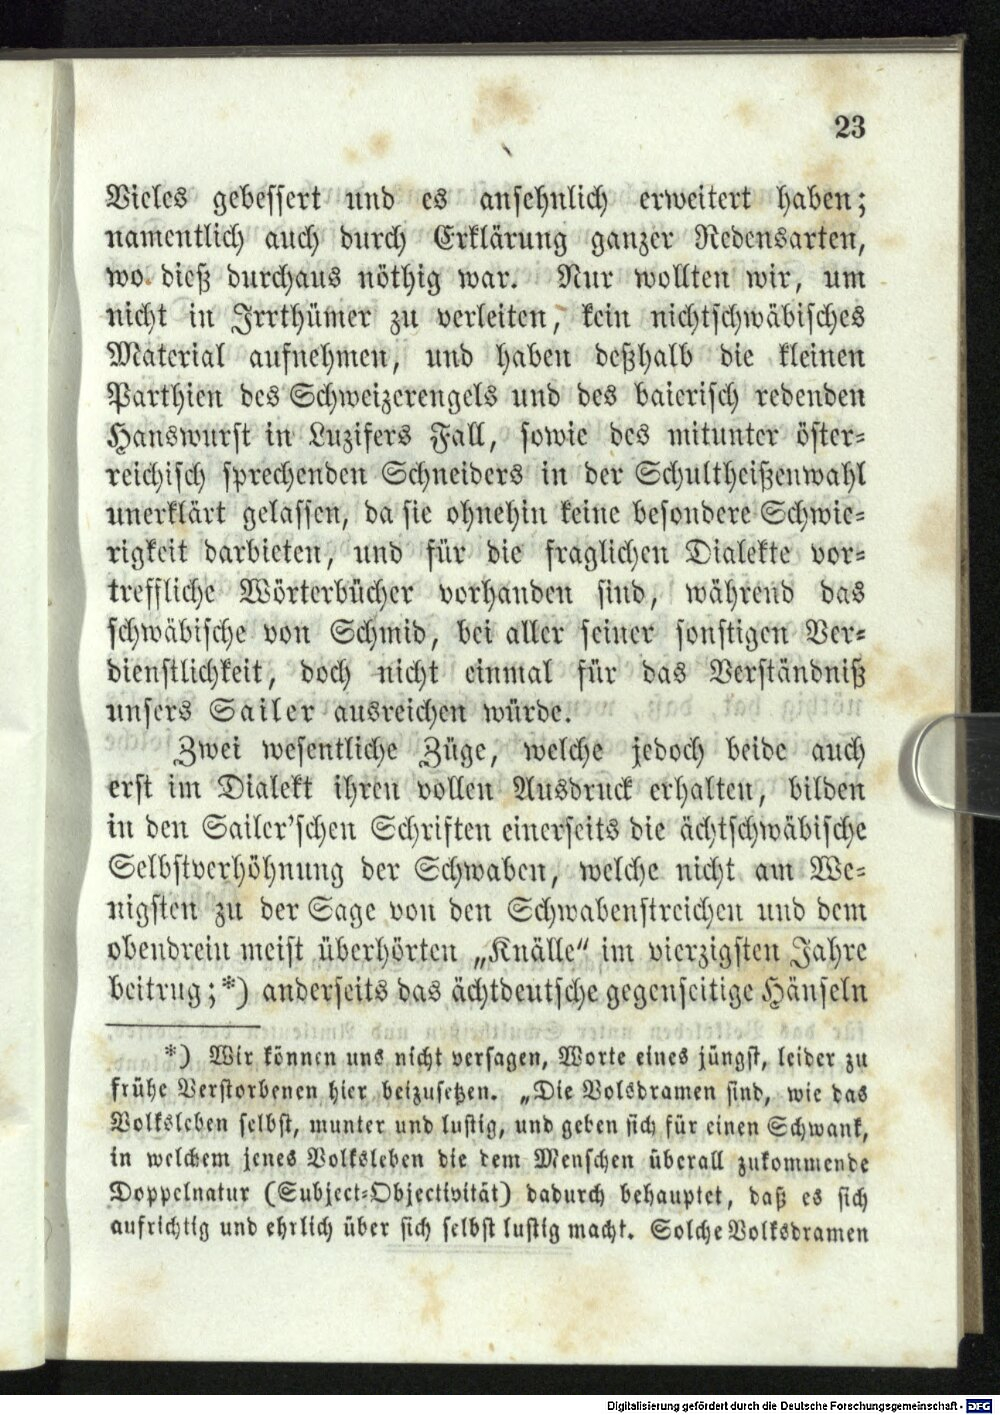 23
Vieles gebessert und es ansehnlich erweitert haben;
namentlich auch durch Erklärung ganzer Redensarten,
wo dieß durchaus nöthig war. Nur wollten wir, um
nicht in Irrthümer zu verleiten, kein nichtschwäbisches
Material aufnehmen, und haben deßhalb die kleinen
Parthien des Schweizerengels und des baierisch redenden
Hanswurst in Luzifers Fall, sowie des mitunter öster-
reichisch sprechenden Schneiders in der Schultheißenwahl
unerklärt gelassen, da sie ohnehin keine besondere Schwie-
rigkeit darbieten, und für die fraglichen Dialekte vor-
treffliche Wörterbücher vorhanden sind, während das
schwäbische von Schmid, bei aller seiner sonstigen Ver-
dienstlichkeit, doch nicht einmal für das Verständniß
unsers Sailer ausreichen würde.
Zwei wesentliche Züge, welche jedoch beide auch
erst im Dialekt ihren vollen Ausdruck erhalten, bilden
in den Sailer'schen Schriften einerseits die ächtschwäbische
Selbstverhöhnung der Schwaben, welche nicht am We-
nigsten zu der Sage von den Schwabenstreichen und dem
obendrein meist überhörten „Knälle“ im vierzigsten Jahre
beitrug;*) anderseits das ächtdeutsche gegenseitige Hänseln
*) Wir können uns nicht versagen, Worte eines jüngst, leider zu
frühe Verstorbenen hier beizusetzen. „Die Volsdramen sind, wie das
Volksleben selbst, munter und lustig, und geben sich für einen Schwank,
in welchem jenes Volksleben die dem Menschen überall zukommende
Doppelnatur (Subject-Objectivität) dadurch behauptet, daß es sich
aufrichtig und ehrlich über sich selbst lustig macht. Solche Volksdramen
Digitalisierung gefördert durch die Deutsche Forschungsgemeinschaft - DFG